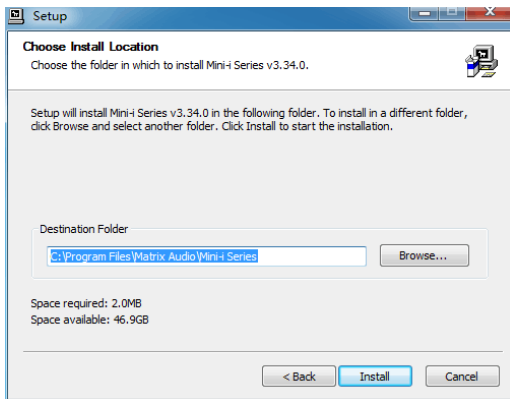 Setup
Choose Install Location
Choose the folder in which to install Mini-i Series v3.34.0.
Setup will install Mini-i Series v3.34.0 in the following folder. To install in a different folder,
click Browse and select another folder. Click Install to start the installation.
Destination Folder
C:\Program Files\Matrix Audio\Mini-i Series
Browse...
Space required: 2.0MB
Space available: 46.9GB
< Back
Install
Cancel